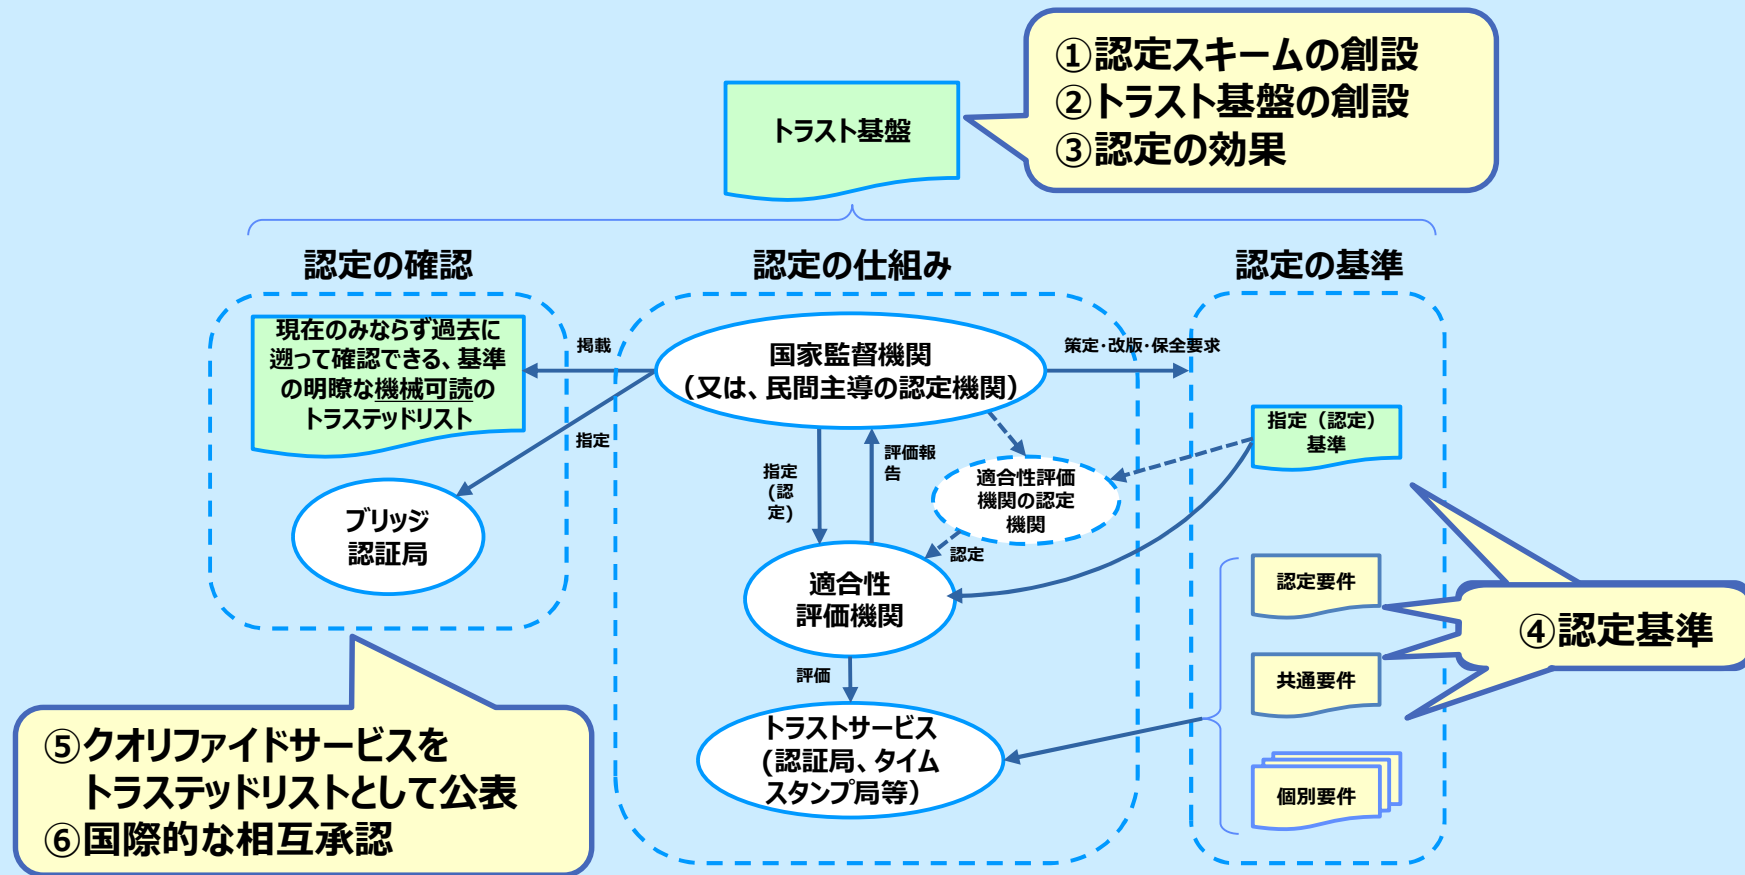 ①認定スキームの創設
②トラスト基盤の創設
③認定の効果
トラスト基盤
認定の確認
認定の仕組み
認定の基準
現在のみならず過去に
遡って確認できる、基準
の明瞭な機械可読の
トラステッドリスト
掲載
国家監督機関
（又は、民間主導の認定機関）
策定・改版・保全要求
指定
ブリッジ
認証局
指定
(認
定)
評価報
告
適合性評価
機関の認定
機関
認定
指定（認定）
基準
適合性
評価機関
認定要件
④認定基準
共通要件
評価
トラストサービス
(認証局、タイム
スタンプ局等）
個別要件
⑤クオリファイドサービスを
トラステッドリストとして公表
⑥国際的な相互承認